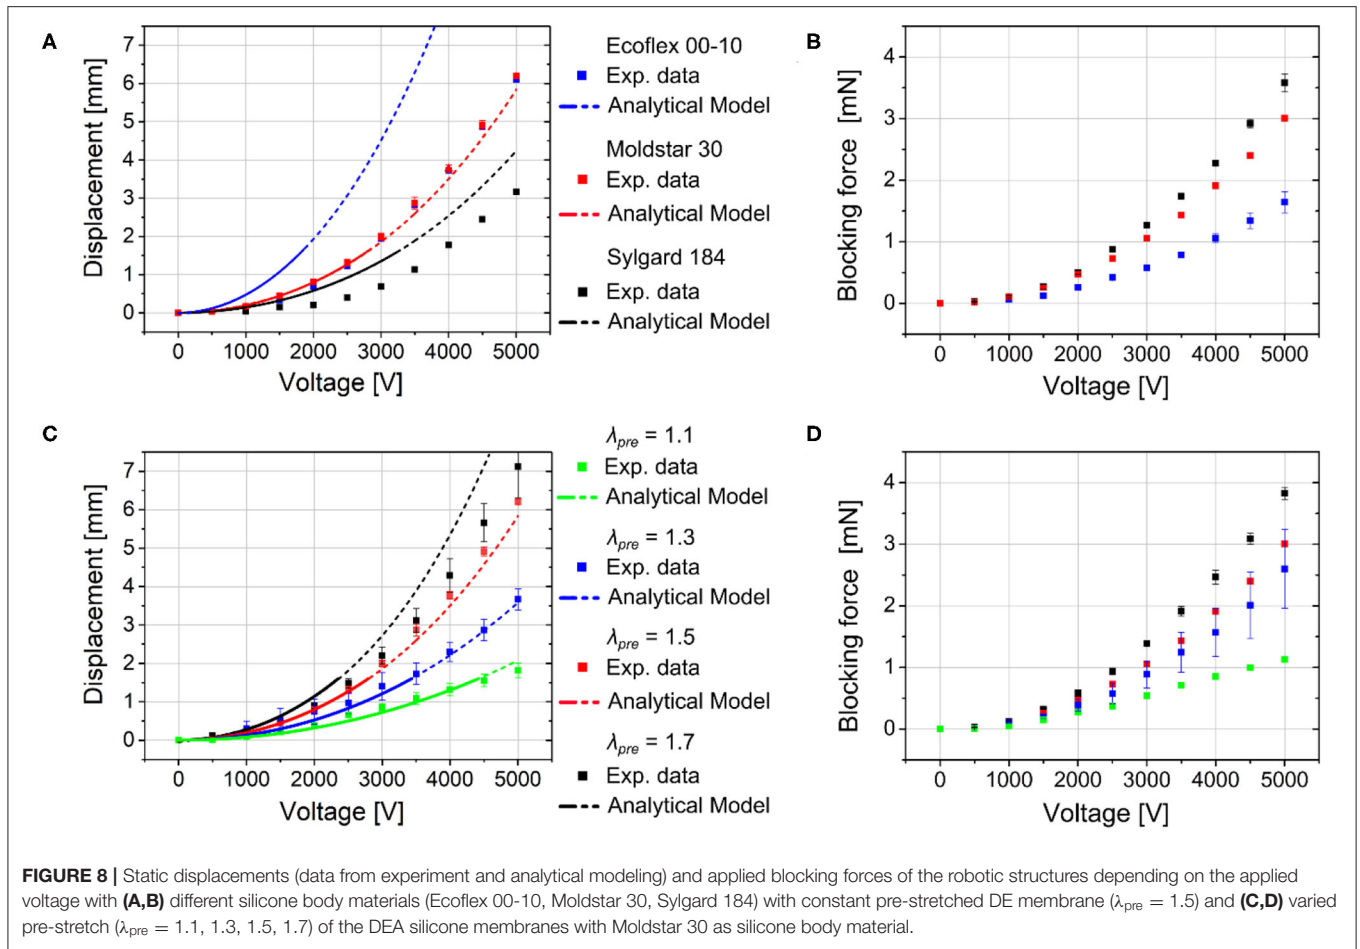 A
Displacement [mm]
7
6
5
4
3
2
1
0
0 1000 2000 3000 4000 5000
Voltage [V]
Ecoflex 00-10
Exp. data
Analytical Model
Moldstar 30
Exp. data
Analytical Model
Sylgard 184
Exp. data
Analytical Model
B
Blocking force [mN]
4
3
2
1
0
0 1000 2000 3000 4000 5000
Voltage [V]
C
Displacement [mm]
7
6
5
4
3
2
1
0
0 1000 2000 3000 4000 5000
Voltage [V]
λpre = 1.1
Exp. data
Analytical Model
λpre = 1.3
Exp. data
Analytical Model
λpre = 1.5
Exp. data
Analytical Model
λpre = 1.7
Exp. data
Analytical Model
D
Blocking force [mN]
4
3
2
1
0
0 1000 2000 3000 4000 5000
Voltage [V]
FIGURE 8 | Static displacements (data from experiment and analytical modeling) and applied blocking forces of the robotic structures depending on the applied
voltage with (A,B) different silicone body materials (Ecoflex 00-10, Moldstar 30, Sylgard 184) with constant pre-stretched DE membrane (λpre = 1.5) and (C,D) varied
pre-stretch (λpre = 1.1, 1.3, 1.5, 1.7) of the DEA silicone membranes with Moldstar 30 as silicone body material.